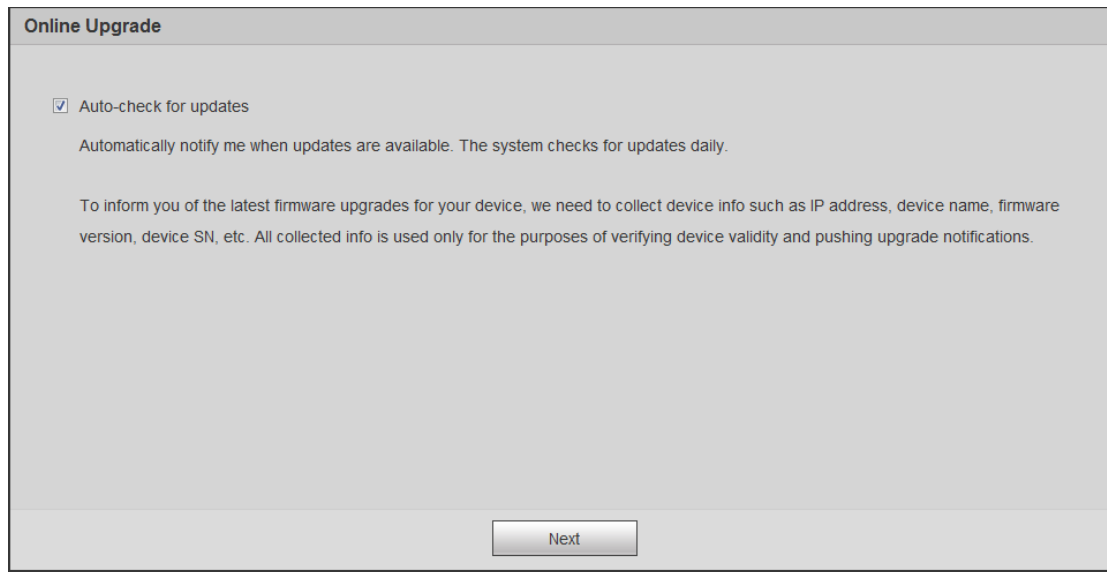 Online Upgrade
Auto-check for updates
Automatically notify me when updates are available. The system checks for updates daily.
To inform you of the latest firmware upgrades for your device, we need to collect device info such as IP address, device name, firmware
version, device SN, etc. All collected info is used only for the purposes of verifying device validity and pushing upgrade notifications.
Next